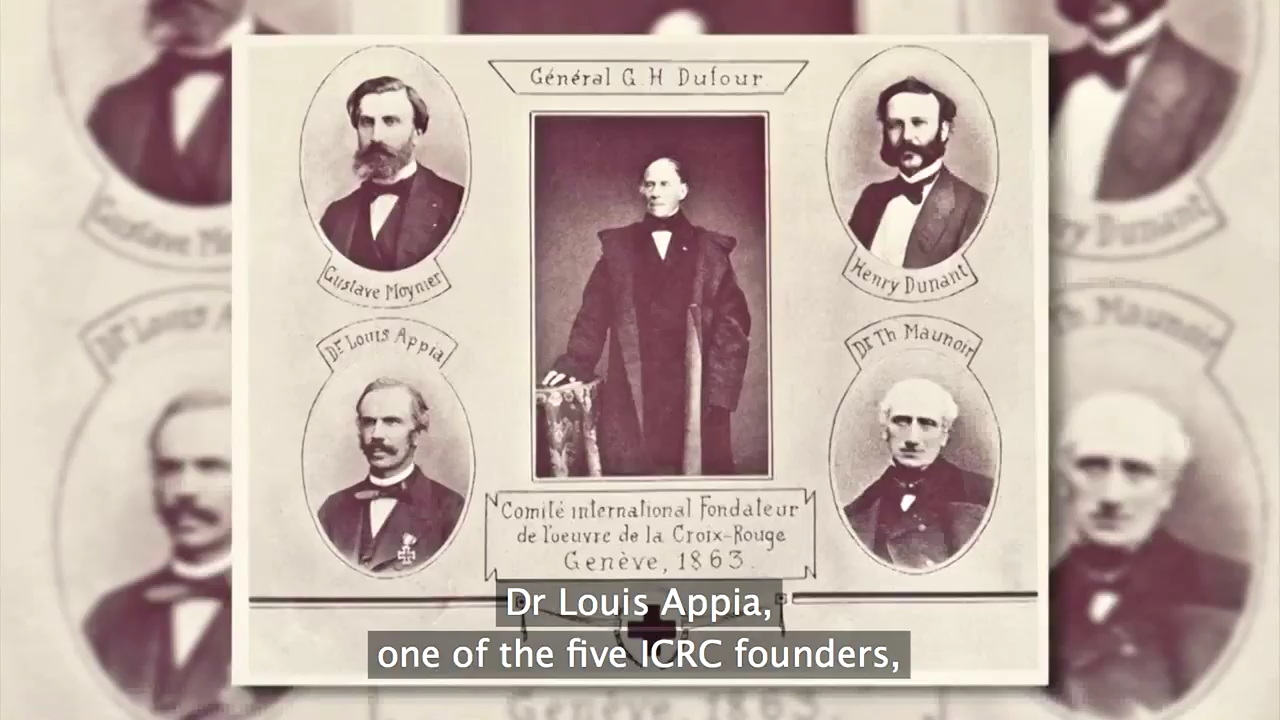 Général G. H Dufour
Gustave Moynier
Henry Dunant
Dr Louis Appia
Dr Th Maunoir
Comité international Fondateur
de l'oeuvre de la Croix-Rouge
Genève, 1863.
Dr Louis Appia,
one of the five ICRC founders,